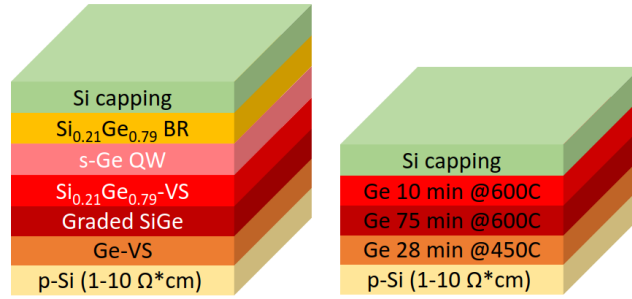 Si capping
Si0.21Ge0.79 BR
s-Ge QW
Si0.21Ge0.79-VS
Graded SiGe
Ge-VS
p-Si (1-10 Ω*cm)
Si capping
Ge 10 min @600C
Ge 75 min @600C
Ge 28 min @450C
p-Si (1-10 Ω*cm)